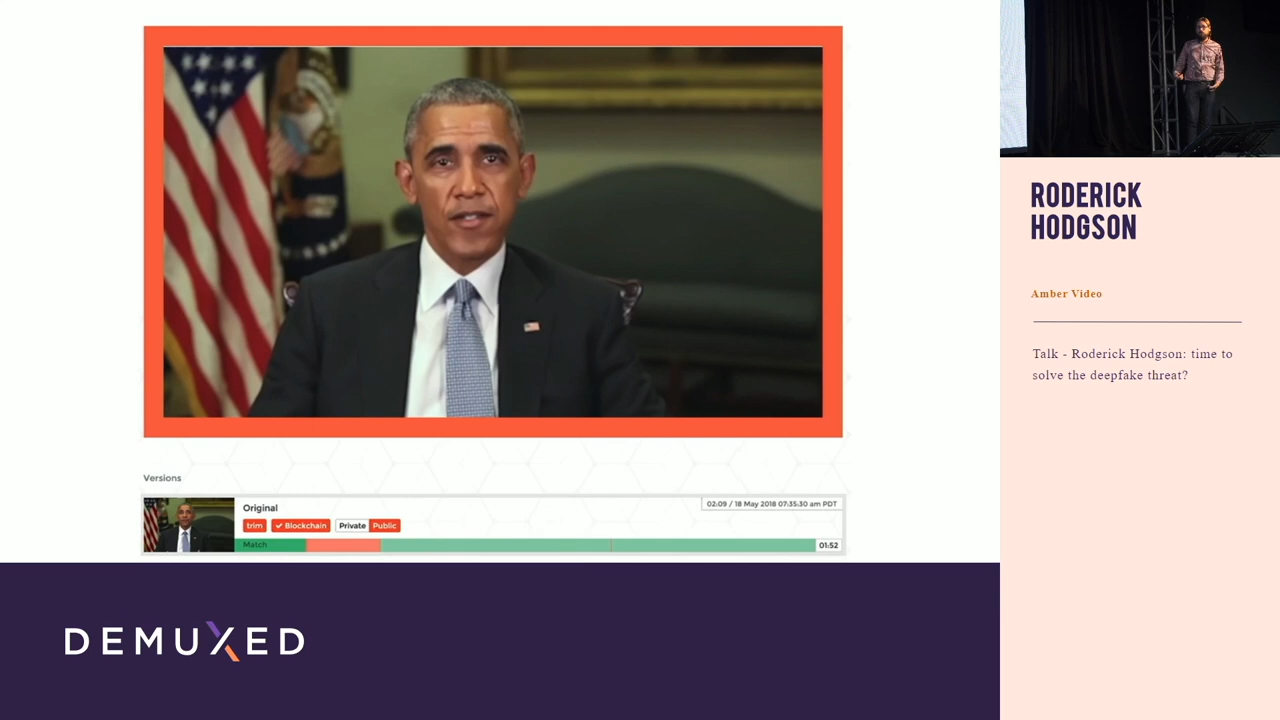 Versions
Original
02:09 / 18 May 2018 07:35:30 am PDT
trim
✓ Blockchain
Private
Public
Match
01:52
DEMUXED
RODERICK
HODGSON
Amber Video
Talk - Roderick Hodgson: time to
solve the deepfake threat?